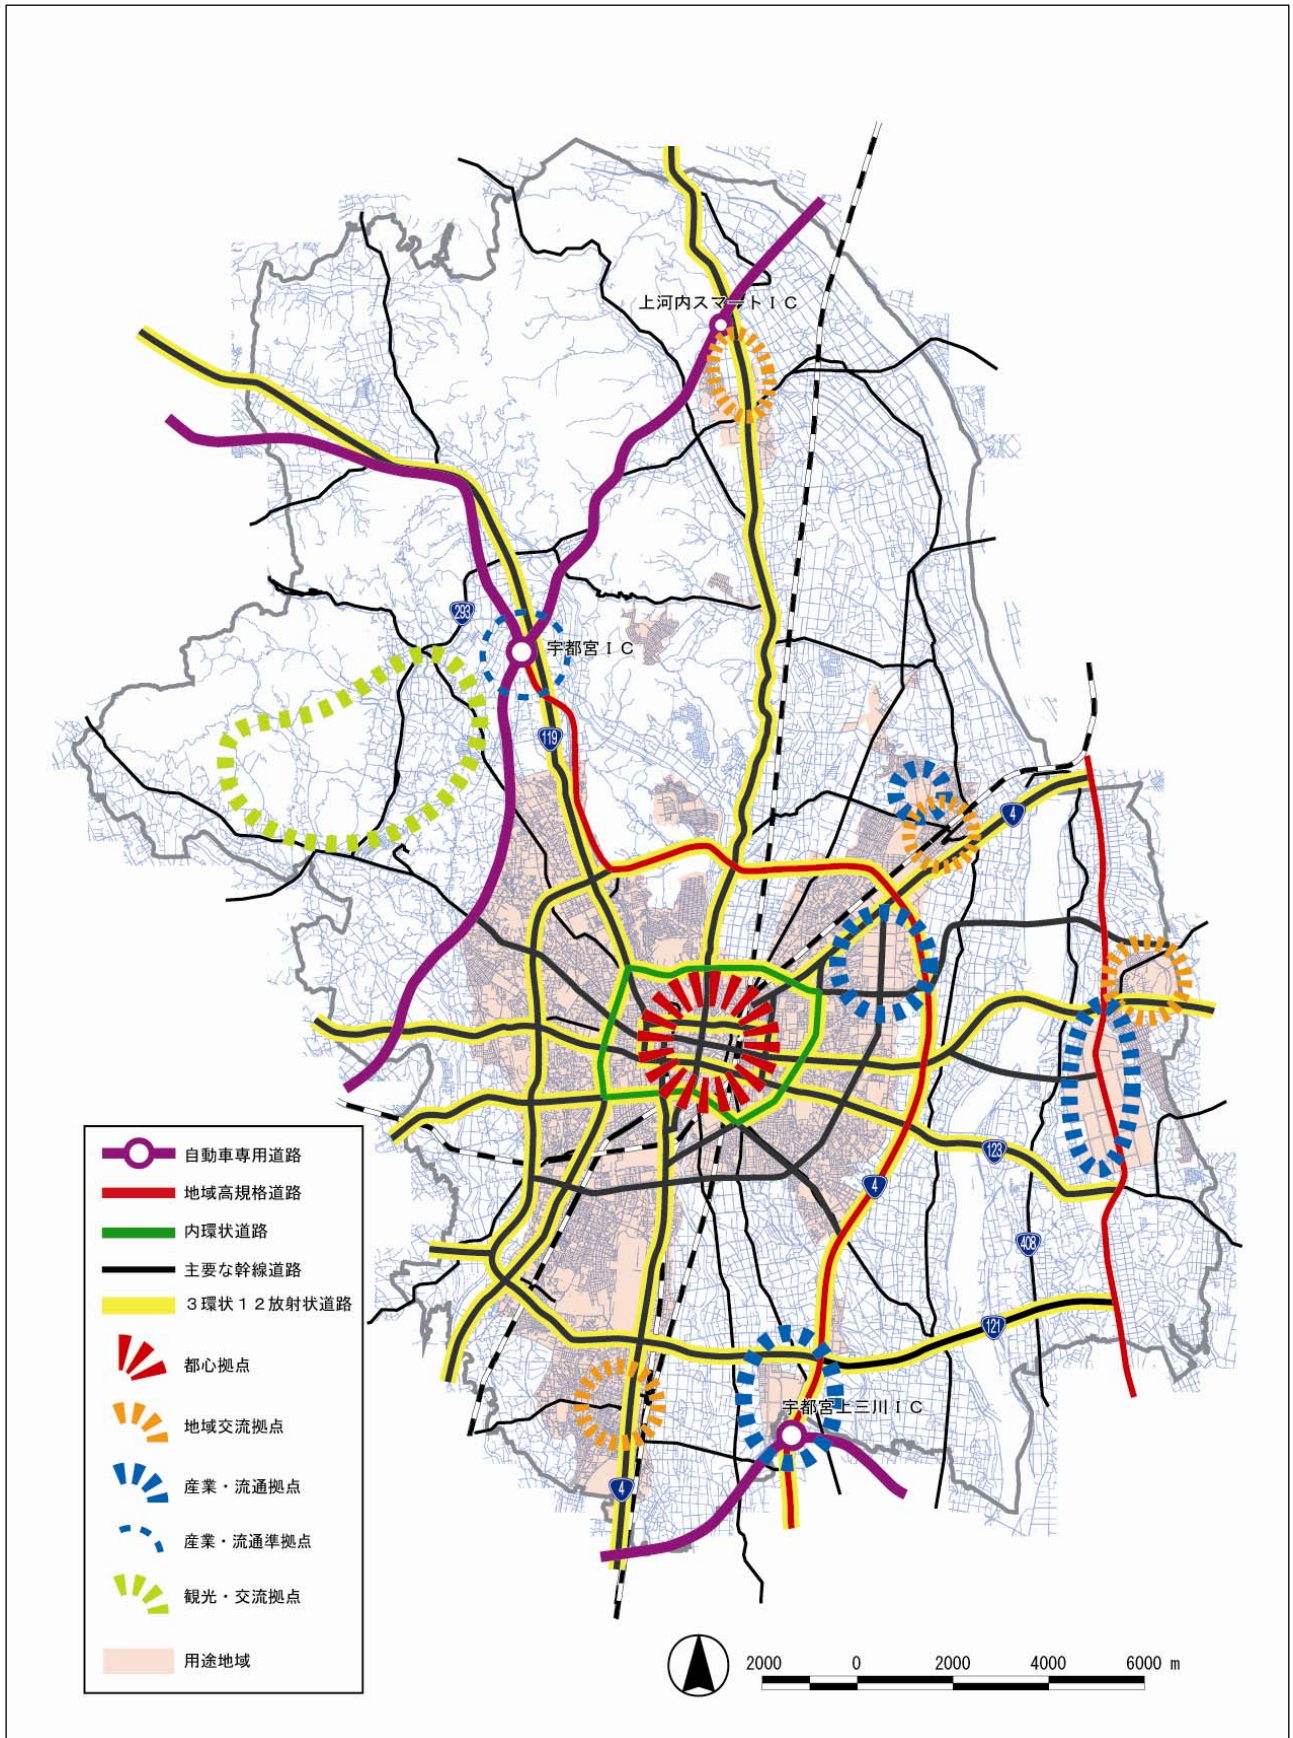 上河内スマートＩＣ
293
宇都宮ＩＣ
119
4
123
4
408
121
宇都宮上三川ＩＣ
4
自動車専用道路
地域高規格道路
内環状道路
主要な幹線道路
３環状１２放射状道路
都心拠点
地域交流拠点
産業・流通拠点
産業・流通準拠点
観光・交流拠点
用途地域
2000 0 2000 4000 6000 m